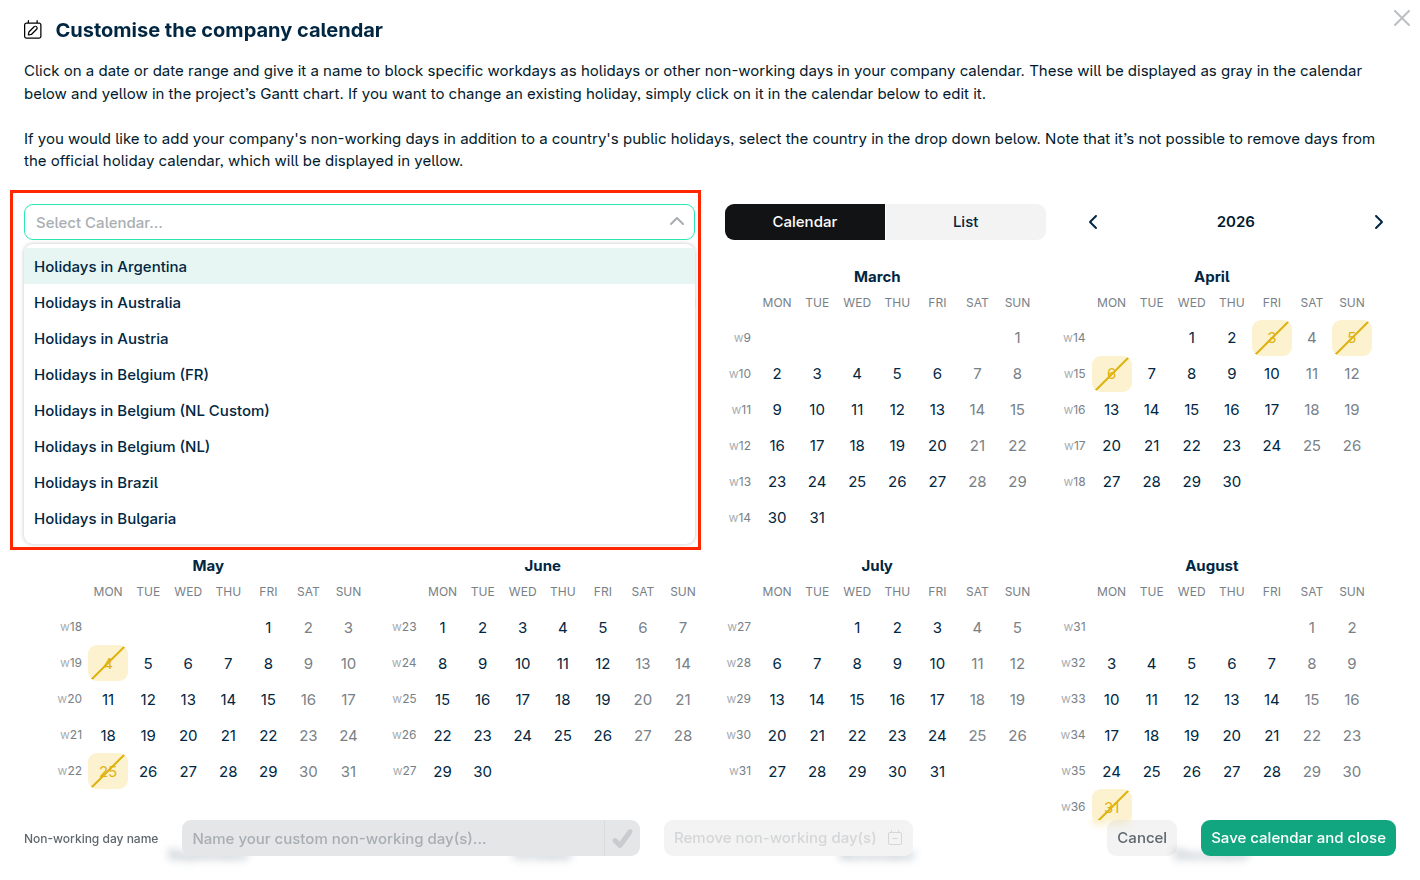 Customise the company calendar
Click on a date or date range and give it a name to block specific workdays as holidays or other non-working days in your company calendar. These will be displayed as gray in the calendar
below and yellow in the project’s Gantt chart. If you want to change an existing holiday, simply click on it in the calendar below to edit it.
If you would like to add your company's non-working days in addition to a country's public holidays, select the country in the drop down below. Note that it’s not possible to remove days from
the official holiday calendar, which will be displayed in yellow.
Select Calendar...
Holidays in Argentina
Holidays in Australia
Holidays in Austria
Holidays in Belgium (FR)
Holidays in Belgium (NL Custom)
Holidays in Belgium (NL)
Holidays in Brazil
Holidays in Bulgaria
Calendar List 2026
March
MON TUE WED THU FRI SAT SUN
w9 1
w10 2 3 4 5 6 7 8
w11 9 10 11 12 13 14 15
w12 16 17 18 19 20 21 22
w13 23 24 25 26 27 28 29
w14 30 31
April
MON TUE WED THU FRI SAT SUN
w14 1 2 3 4 5
w15 6 7 8 9 10 11 12
w16 13 14 15 16 17 18 19
w17 20 21 22 23 24 25 26
w18 27 28 29 30
May
MON TUE WED THU FRI SAT SUN
w18 1 2 3
w19 4 5 6 7 8 9 10
w20 11 12 13 14 15 16 17
w21 18 19 20 21 22 23 24
w22 25 26 27 28 29 30 31
June
MON TUE WED THU FRI SAT SUN
w23 1 2 3 4 5 6 7
w24 8 9 10 11 12 13 14
w25 15 16 17 18 19 20 21
w26 22 23 24 25 26 27 28
w27 29 30
July
MON TUE WED THU FRI SAT SUN
w27 1 2 3 4 5
w28 6 7 8 9 10 11 12
w29 13 14 15 16 17 18 19
w30 20 21 22 23 24 25 26
w31 27 28 29 30 31
August
MON TUE WED THU FRI SAT SUN
w31 1 2
w32 3 4 5 6 7 8 9
w33 10 11 12 13 14 15 16
w34 17 18 19 20 21 22 23
w35 24 25 26 27 28 29 30
w36 31
Non-working day name
Name your custom non-working day(s)...
Remove non-working day(s)
Cancel
Save calendar and close